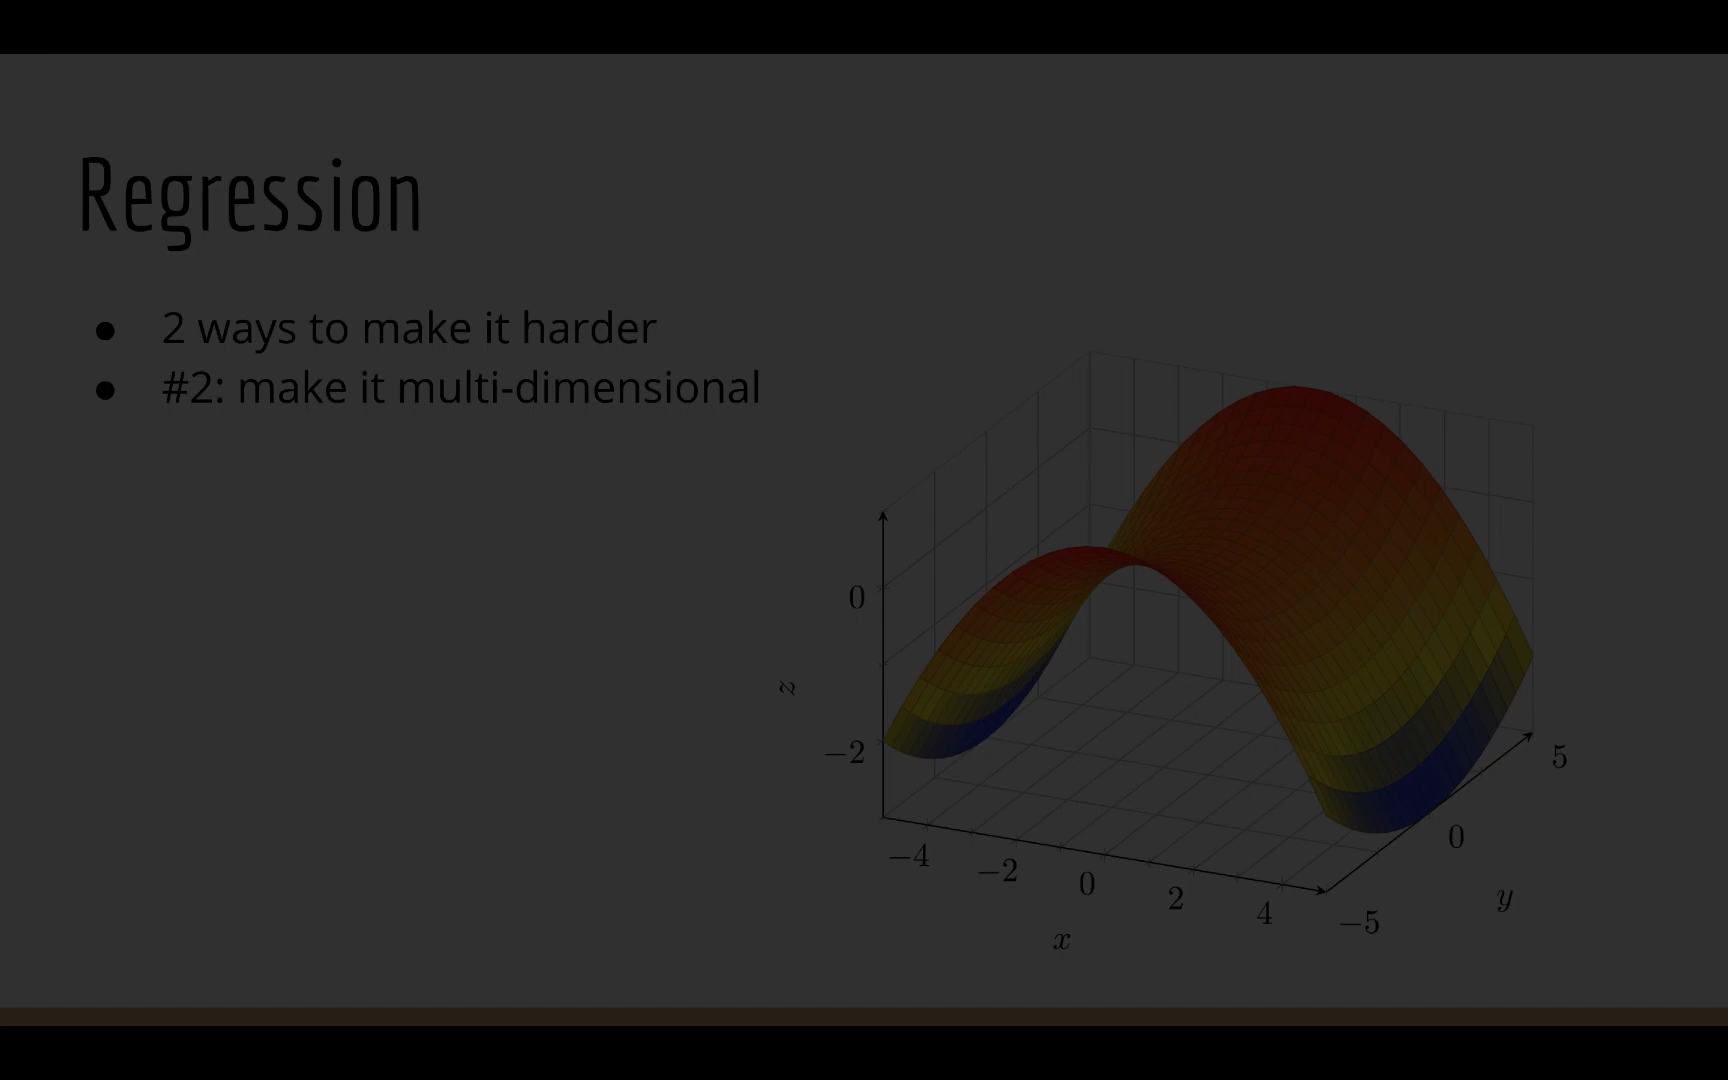 Regression
● 2 ways to make it harder
● #2: make it multi-dimensional
0
−2
z
−4
−2
0
2
4
x
−5
0
5
y